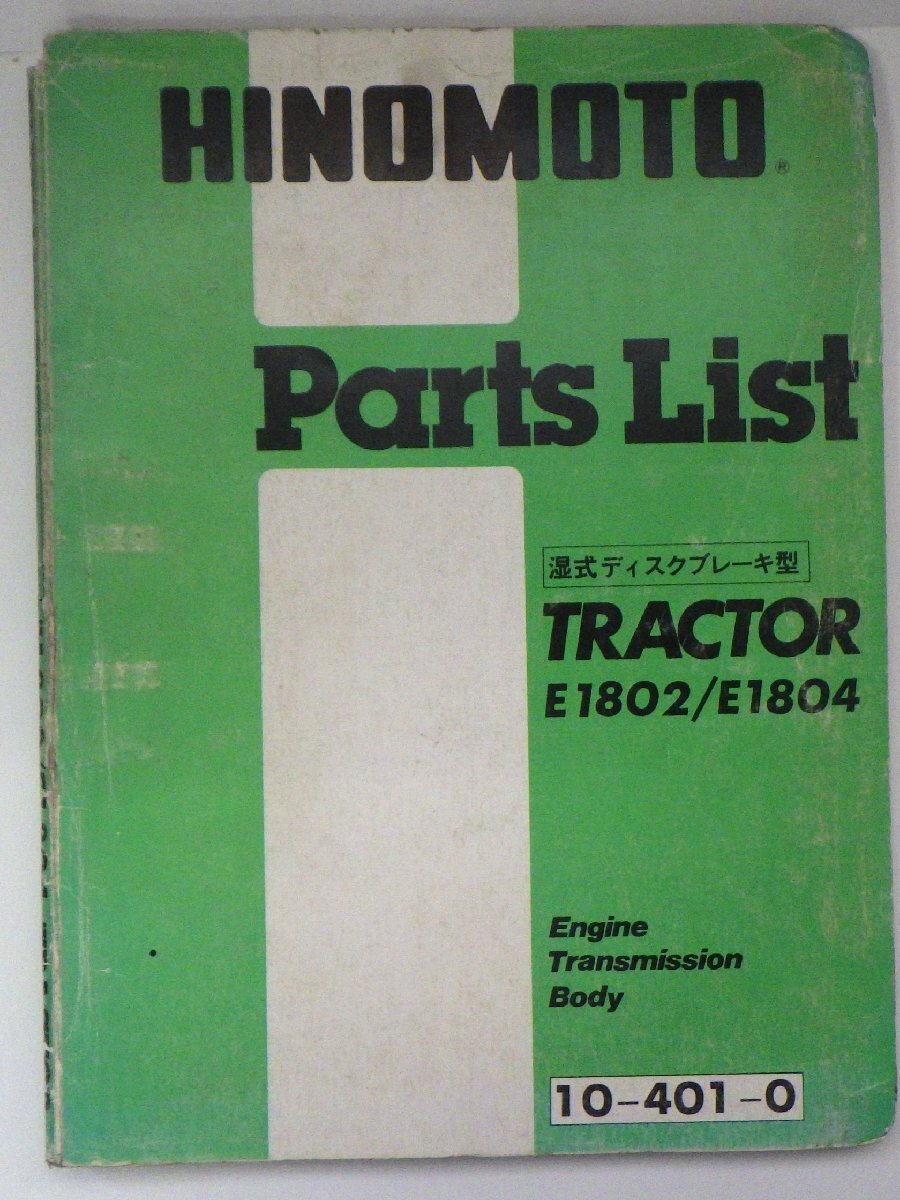 HINOMOTO®
Parts List
湿式ディスクブレーキ型
TRACTOR
E1802/E1804
Engine
Transmission
Body
10-401-0